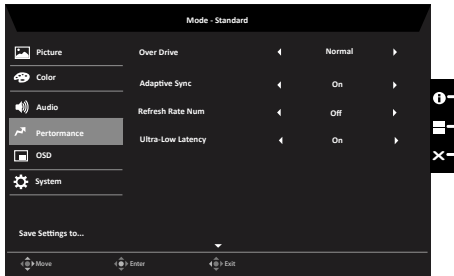 Mode - Standard
Picture
Over Drive Normal
Color
Adaptive Sync On
Audio
Refresh Rate Num Off
Pertormance
Ultra-Low Latency On
OSD
System
Save Settings to...
Move Enter Exit